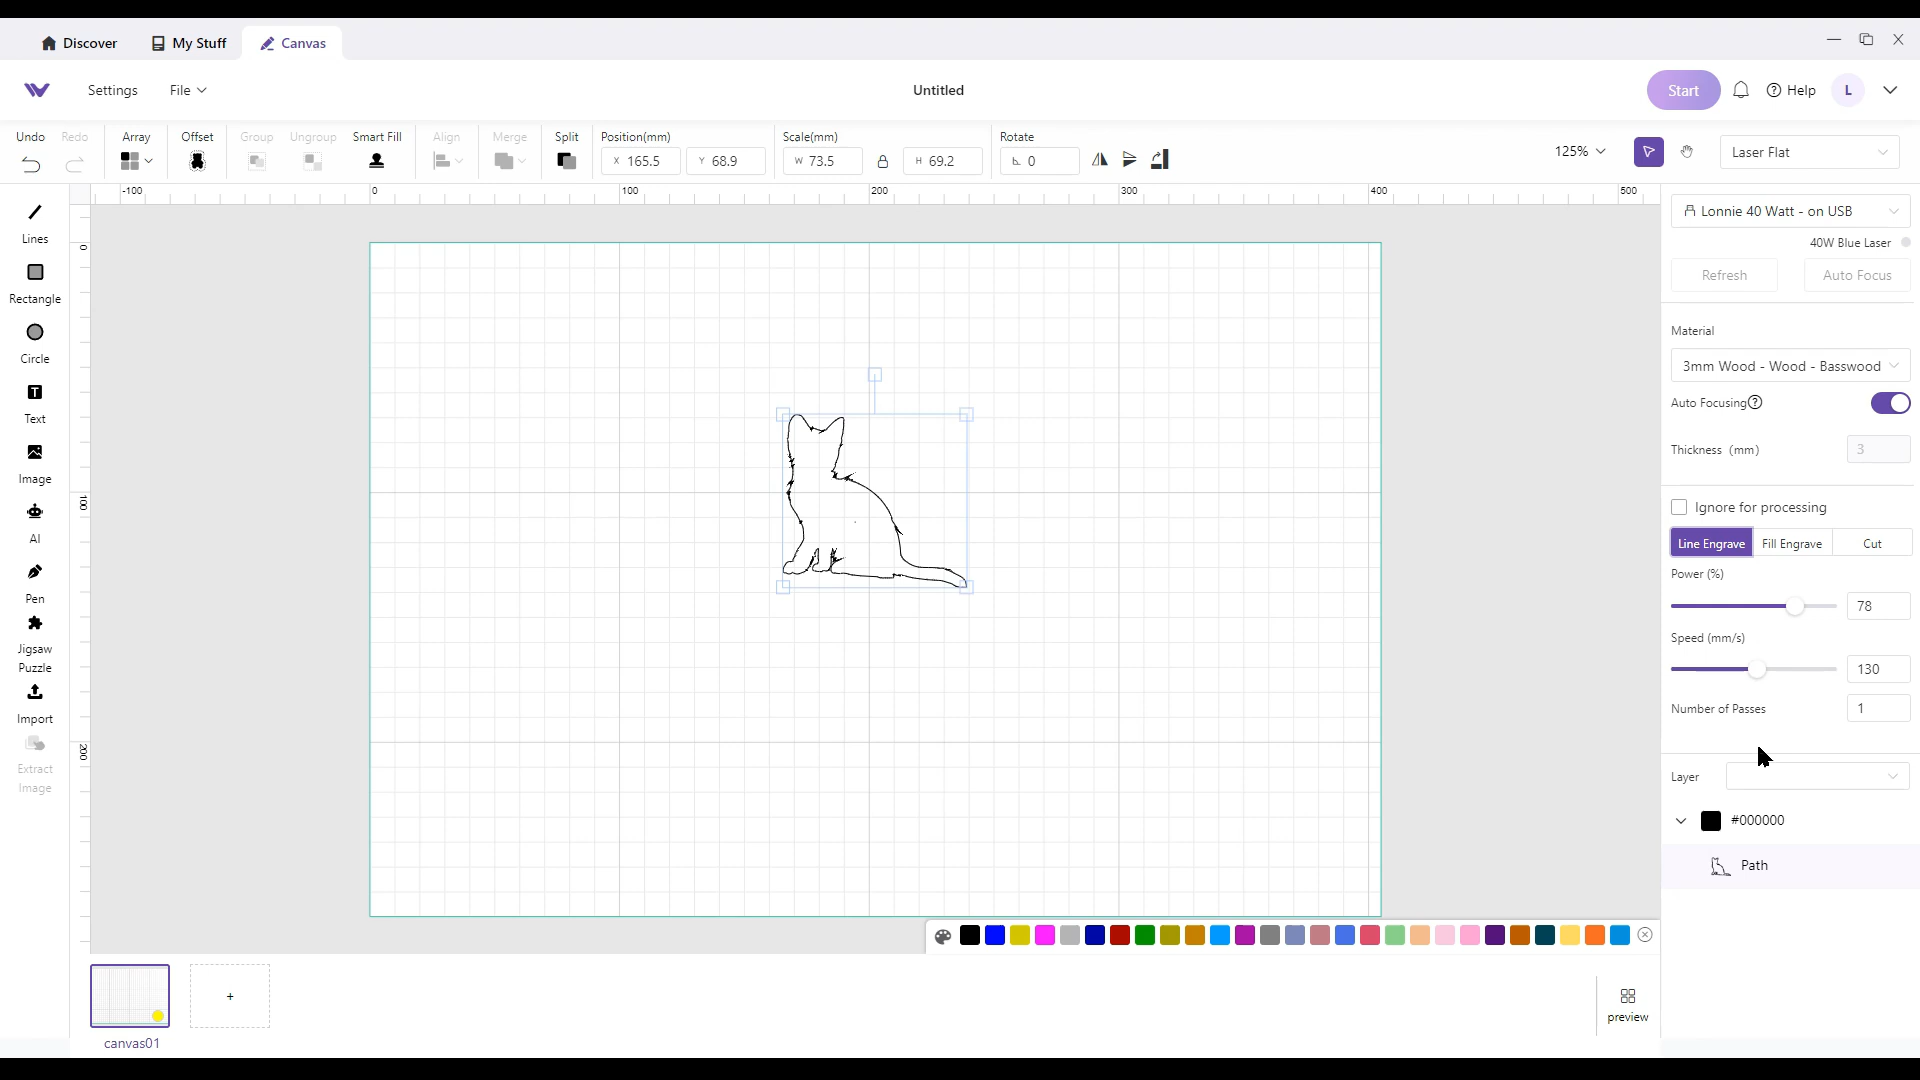 Discover
My Stuff
Canvas
Settings
File
Untitled
Start
Help
L
Undo
Redo
Array
Offset
Group
Ungroup
Smart Fill
Align
Merge
Split
Position(mm)
X 165.5
Y 68.9
Scale(mm)
W 73.5
H 69.2
Rotate
0
125%
Laser Flat
-100
0
100
200
300
400
500
0
100
200
Lines
Rectangle
Circle
Text
Image
AI
Pen
Jigsaw
Puzzle
Import
Extract
Image
Lonnie 40 Watt - on USB
40W Blue Laser
Refresh
Auto Focus
Material
3mm Wood - Wood - Basswood
Auto Focusing
Thickness (mm)
3
Ignore for processing
Line Engrave
Fill Engrave
Cut
Power (%)
78
Speed (mm/s)
130
Number of Passes
1
Layer
#000000
Path
+
canvas01
preview